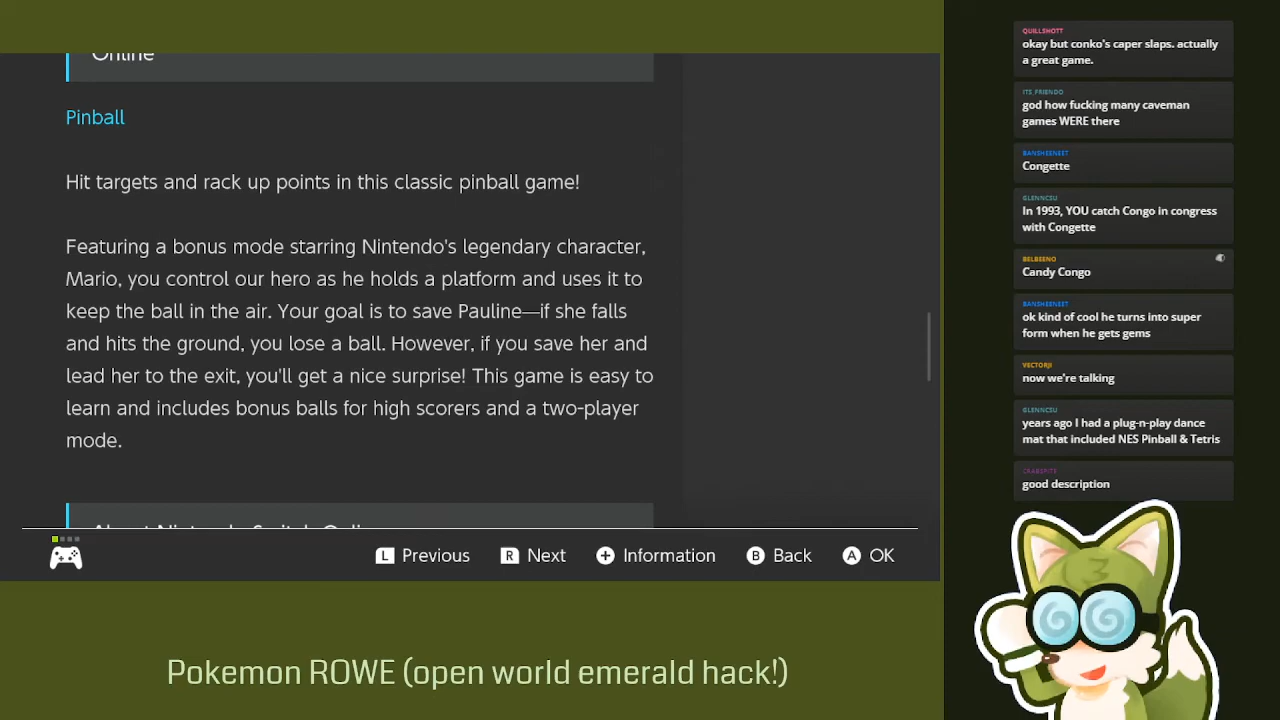 Online
Pinball
Hit targets and rack up points in this classic pinball game!
Featuring a bonus mode starring Nintendo's legendary character,
Mario, you control our hero as he holds a platform and uses it to
keep the ball in the air. Your goal is to save Pauline—if she falls
and hits the ground, you lose a ball. However, if you save her and
lead her to the exit, you'll get a nice surprise! This game is easy to
learn and includes bonus balls for high scorers and a two-player
mode.
About Nintendo Switch Online
L Previous
R Next
+ Information
B Back
A OK
Pokemon ROWE (open world emerald hack!)
QUILLSHOTT
okay but conko's caper slaps. actually
a great game.
ITS_FRIENDO
god how fucking many caveman
games WERE there
BANSHEENEET
Congette
GLENNCSU
In 1993, YOU catch Congo in congress
with Congette
BELBEENO
Candy Congo
BANSHEENEET
ok kind of cool he turns into super
form when he gets gems
VECTORJI
now we're talking
GLENNCSU
years ago I had a plug-n-play dance
mat that included NES Pinball & Tetris
CRABSPITE
good description